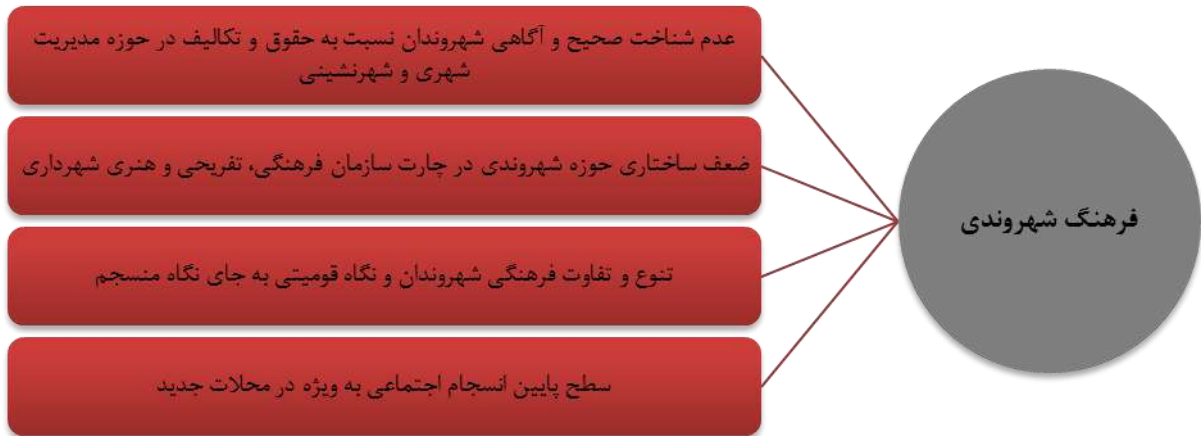 فرهنگ شهروندی
عدم شناخت صحیح و آگاهی شهروندان نسبت به حقوق و تکالیف در حوزه مدیریت
شهری و شهرنشینی
ضعف ساختاری حوزه شهروندی در چارت سازمان فرهنگی، تفریحی و هنری شهرداری
تنوع و تفاوت فرهنگی شهروندان و نگاه قومیتی به جای نگاه منسجم
سطح پایین انسجام اجتماعی به ویژه در محلات جدید